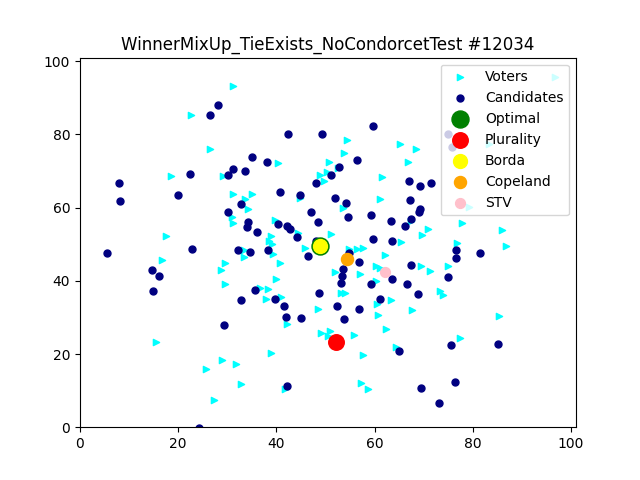 WinnerMixUp_TieExists_NoCondorcetTest #12034
100
80
60
40
20
0
0
20
40
60
80
100
Voters
Candidates
Optimal
Plurality
Borda
Copeland
STV